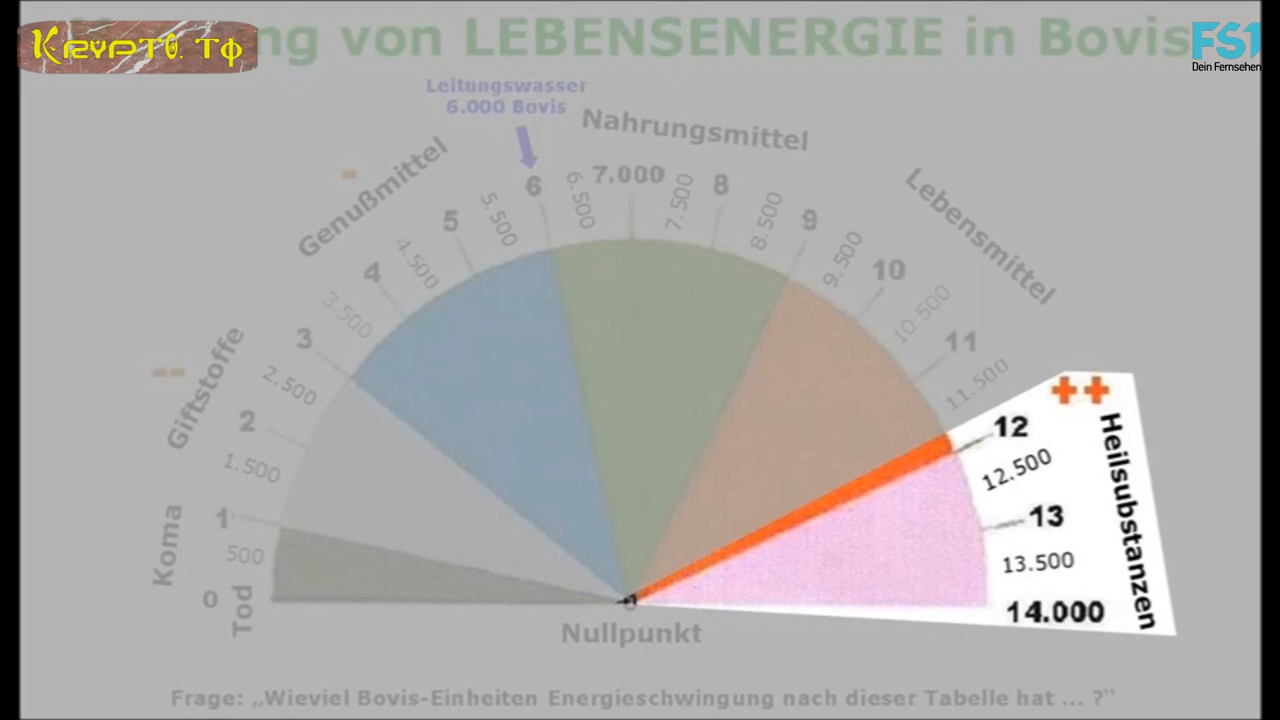 Krypto.TΦ
ng von LEBENSENERGIE in Bovis
FS1
Dein Fernsehen
Leitungswasser
6.000 Bovis
Nahrungsmittel
Genußmittel
Lebensmittel
Giftstoffe
Heilsubstanzen
Koma
Tod
0
500
1
1.500
2
2.500
3
3.500
4
4.500
5
5.500
6
6.500
7.000
7.500
8
8.500
9
9.500
10
10.500
11
11.500
12
12.500
13
13.500
14.000
-
--
++
0
Nullpunkt
Frage: „Wieviel Bovis-Einheiten Energieschwingung nach dieser Tabelle hat ... ?"